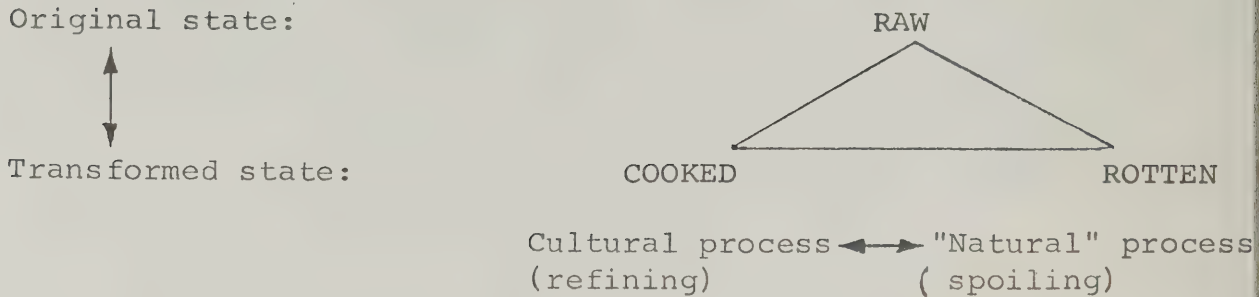 Original state:
RAW
Transformed state:
COOKED
ROTTEN
Cultural process "Natural" process
(refining) ( spoiling)